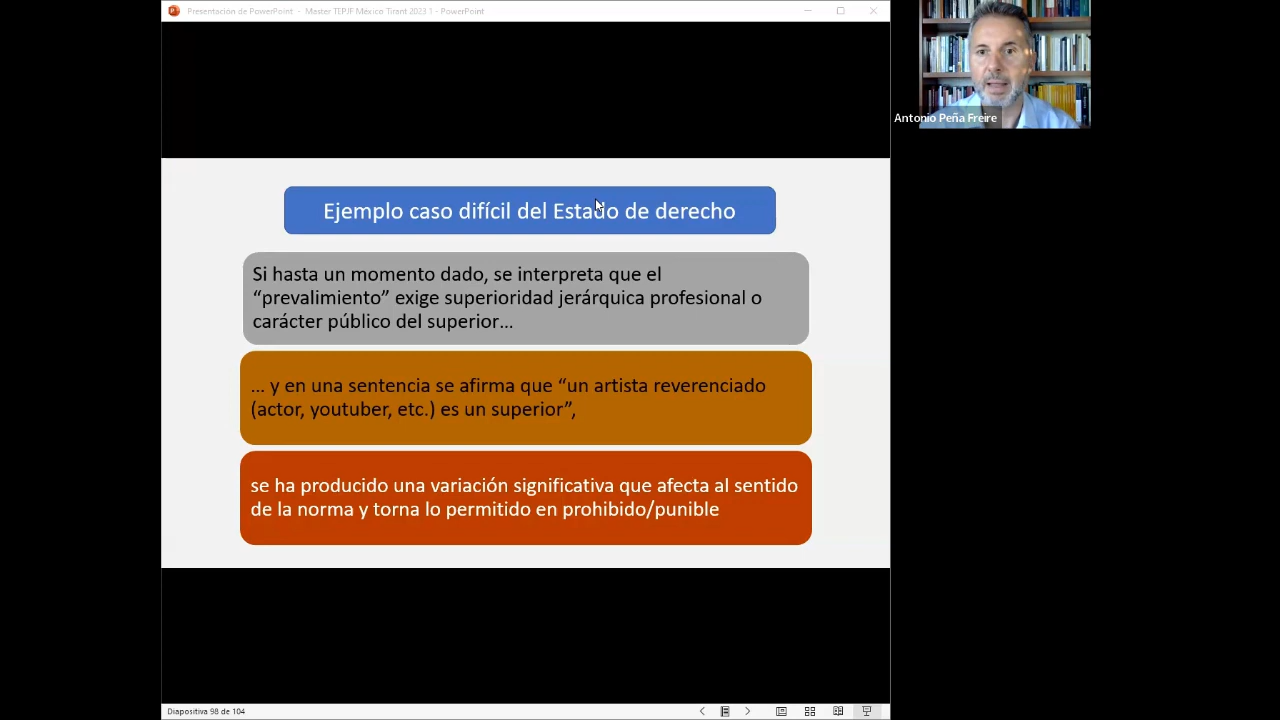 Presentación de PowerPoint - Master TEPJF México Tirant 2023 1 - PowerPoint
Antonio Peña Freire
Ejemplo caso difícil del Estado de derecho
Si hasta un momento dado, se interpreta que el
“prevalimiento” exige superioridad jerárquica profesional o
carácter público del superior...
... y en una sentencia se afirma que “un artista reverenciado
(actor, youtuber, etc.) es un superior”,
se ha producido una variación significativa que afecta al sentido
de la norma y torna lo permitido en prohibido/punible
Diapositiva 98 de 104